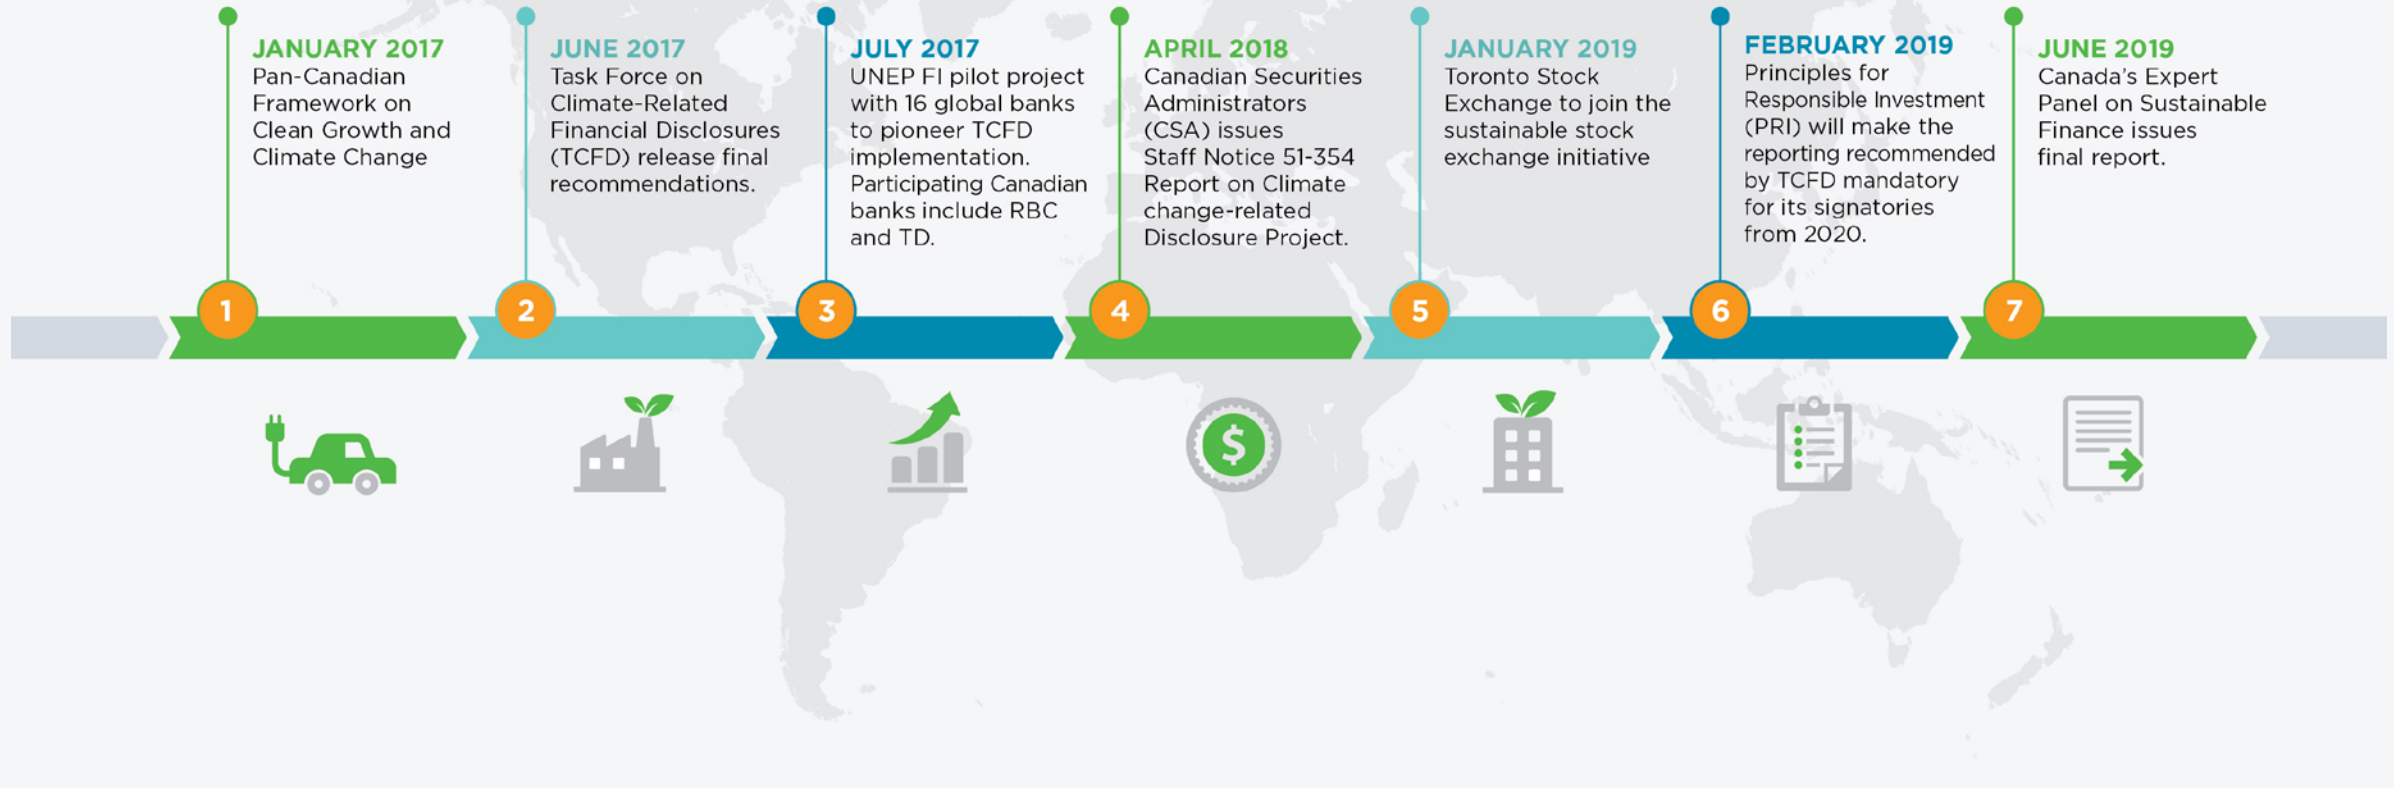 JANUARY 2017
Pan-Canadian
Framework on
Clean Growth and
Climate Change
JUNE 2017
Task Force on
Climate-Related
Financial Disclosures
(TCFD) release final
recommendations.
JULY 2017
UNEP FI pilot project
with 16 global banks
to pioneer TCFD
implementation.
Participating Canadian
banks include RBC
and TD.
APRIL 2018
Canadian Securities
Administrators
(CSA) issues
Staff Notice 51-354
Report on Climate
change-related
Disclosure Project.
JANUARY 2019
Toronto Stock
Exchange to join the
sustainable stock
exchange initiative
FEBRUARY 2019
Principles for
Responsible Investment
(PRI) will make the
reporting recommended
by TCFD mandatory
for its signatories
from 2020.
JUNE 2019
Canada's Expert
Panel on Sustainable
Finance issues
final report.
1
2
3
4
5
6
7
$